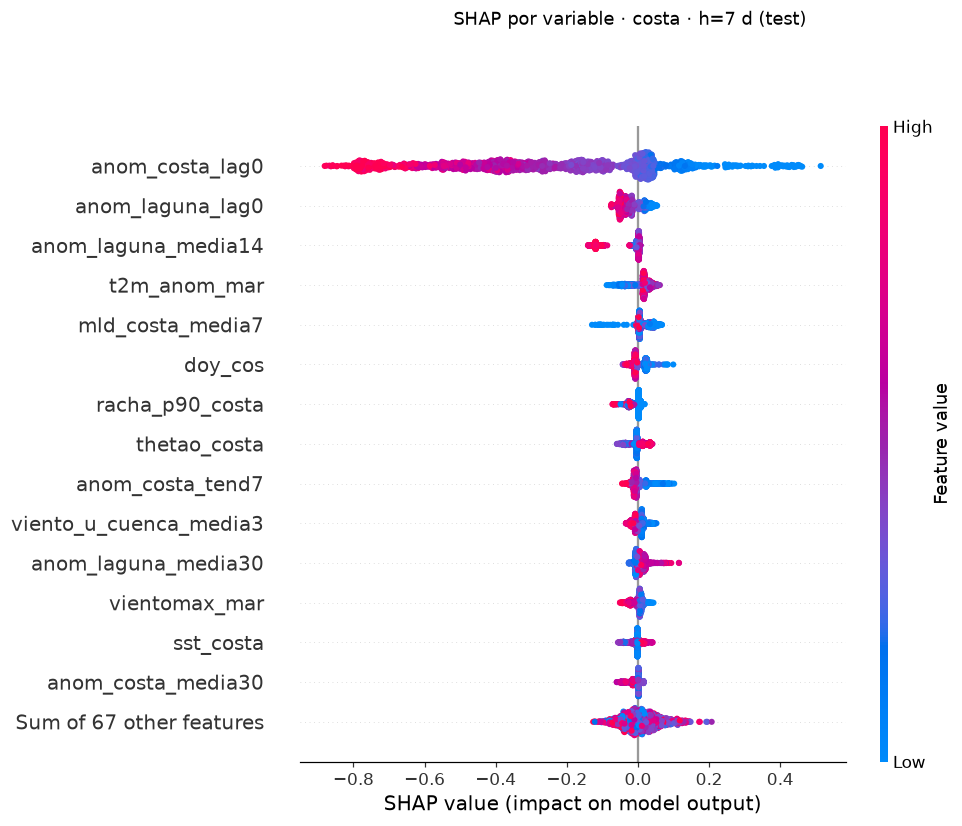 SHAP por variable · costa · h=7 d (test)
High
anom_costa_lag0
anom_laguna_lag0
anom_laguna_media14
t2m_anom_mar
mld_costa_media7
doy_cos
racha_p90_costa
thetao_costa
anom_costa_tend7
viento_u_cuenca_media3
anom_laguna_media30
vientomax_mar
sst_costa
anom_costa_media30
Sum of 67 other features
Feature value
Low
−0.8 −0.6 −0.4 −0.2 0.0 0.2 0.4
SHAP value (impact on model output)